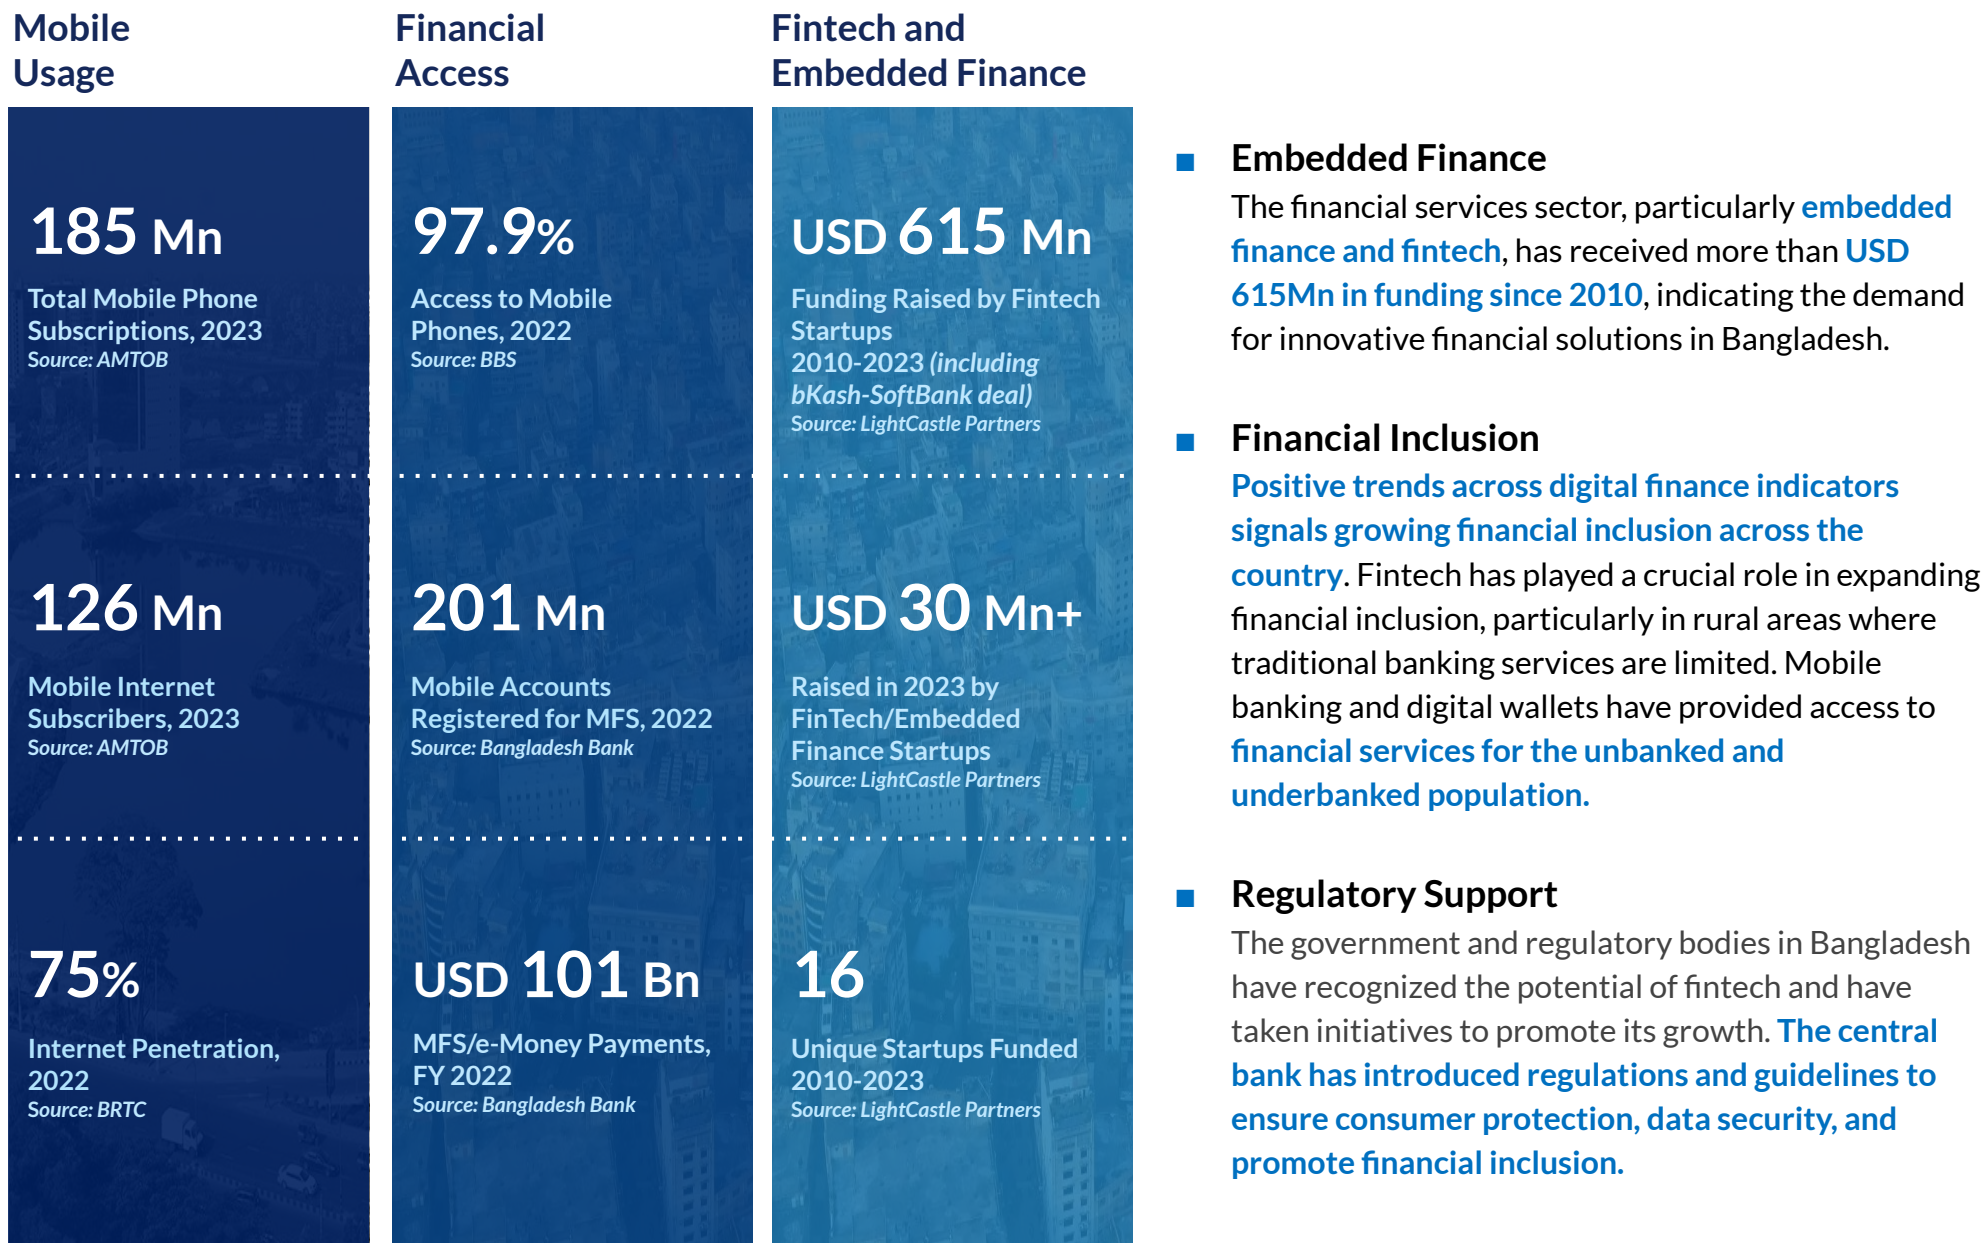 Mobile
Usage
185 Mn
Total Mobile Phone
Subscriptions, 2023
Source: AMTOB
126 Mn
Mobile Internet
Subscribers, 2023
Source: AMTOB
75%
Internet Penetration,
2022
Source: BRTC
Financial
Access
97.9%
Access to Mobile
Phones, 2022
Source: BBS
201 Mn
Mobile Accounts
Registered for MFS, 2022
Source: Bangladesh Bank
USD 101 Bn
MFS/e-Money Payments,
FY 2022
Source: Bangladesh Bank
Fintech and
Embedded Finance
USD 615 Mn
Funding Raised by Fintech
Startups
2010-2023 (including
bKash-SoftBank deal)
Source: LightCastle Partners
USD 30 Mn+
Raised in 2023 by
FinTech/Embedded
Finance Startups
Source: LightCastle Partners
16
Unique Startups Funded
2010-2023
Source: LightCastle Partners
Embedded Finance
The financial services sector, particularly embedded
finance and fintech, has received more than USD
615Mn in funding since 2010, indicating the demand
for innovative financial solutions in Bangladesh.
Financial Inclusion
Positive trends across digital finance indicators
signals growing financial inclusion across the
country. Fintech has played a crucial role in expanding
financial inclusion, particularly in rural areas where
traditional banking services are limited. Mobile
banking and digital wallets have provided access to
financial services for the unbanked and
underbanked population.
Regulatory Support
The government and regulatory bodies in Bangladesh
have recognized the potential of fintech and have
taken initiatives to promote its growth. The central
bank has introduced regulations and guidelines to
ensure consumer protection, data security, and
promote financial inclusion.